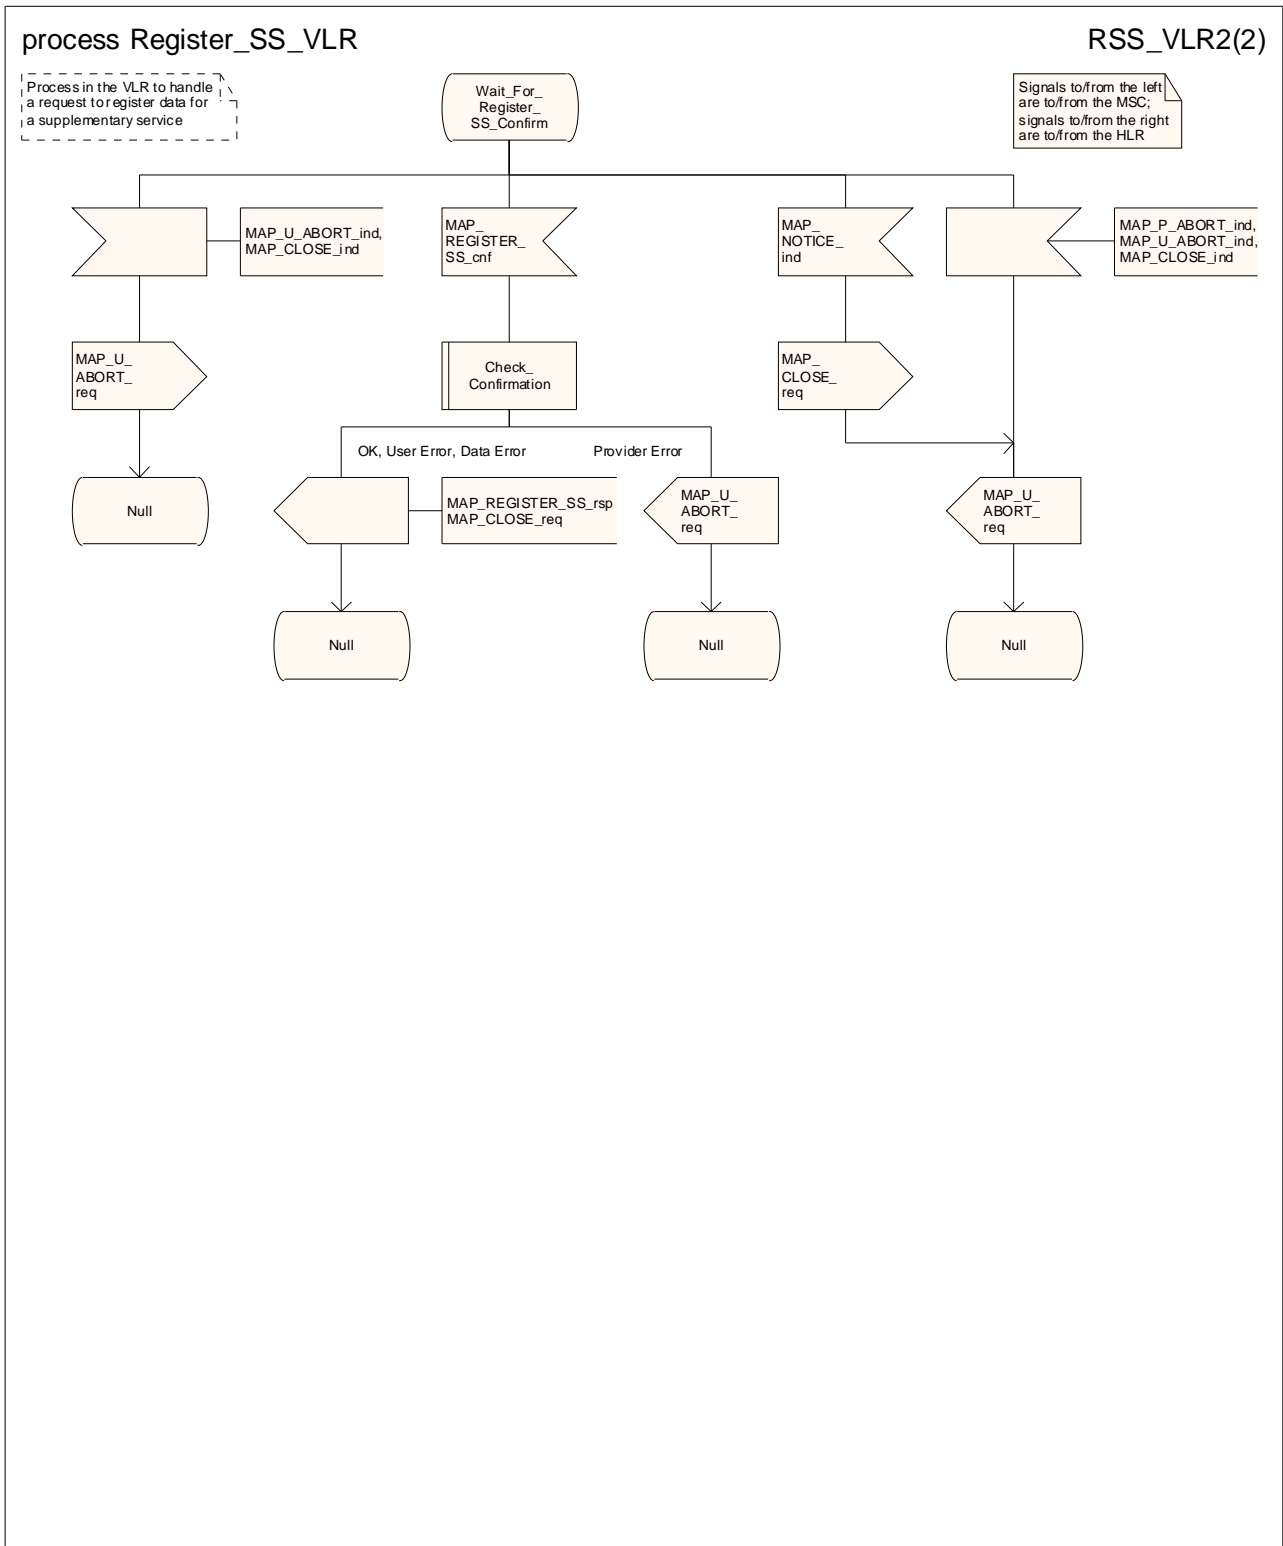 process Register_SS_VLR
RSS_VLR2(2)
Process in the VLR to handle
a request to register data for
a supplementary service
Wait_For_
Register_
SS_Confirm
Signals to/from the left
are to/from the MSC;
signals to/from the right
are to/from the HLR
MAP_U_ABORT_ind,
MAP_CLOSE_ind
MAP_
REGISTER_
SS_cnf
MAP_
NOTICE_
ind
MAP_P_ABORT_ind,
MAP_U_ABORT_ind,
MAP_CLOSE_ind
MAP_U_
ABORT_
req
Check_
Confirmation
MAP_
CLOSE_
req
OK, User Error, Data Error
Provider Error
Null
MAP_REGISTER_SS_rsp
MAP_CLOSE_req
MAP_U_
ABORT_
req
MAP_U_
ABORT_
req
Null
Null
Null